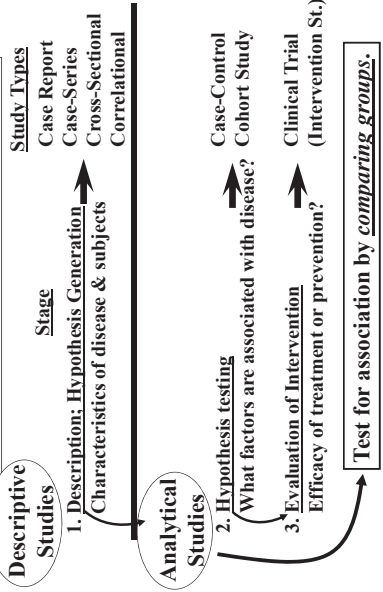 Descriptive
Studies
Stage
Study Types
1. Description; Hypothesis Generation
Characteristics of disease & subjects
Case Report
Case-Series
Cross-Sectional
Correlational
Analytical
Studies
2. Hypothesis testing
What factors are associated with disease?
Case-Control
Cohort Study
3. Evaluation of Intervention
Efficacy of treatment or prevention?
Clinical Trial
(Intervention St.)
Test for association by comparing groups.